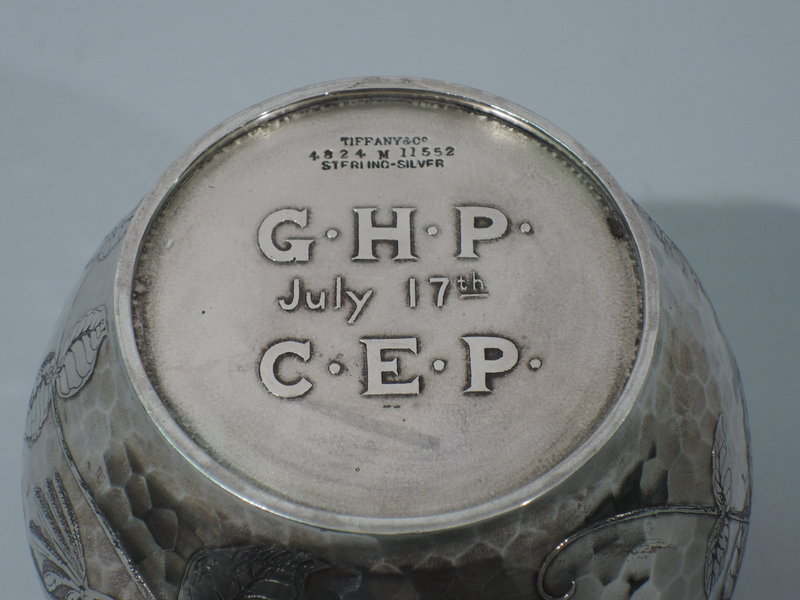 TIFFANY & Co
4824 M 11552
STERLING-SILVER
G·H·P·
July 17th
C·E·P·